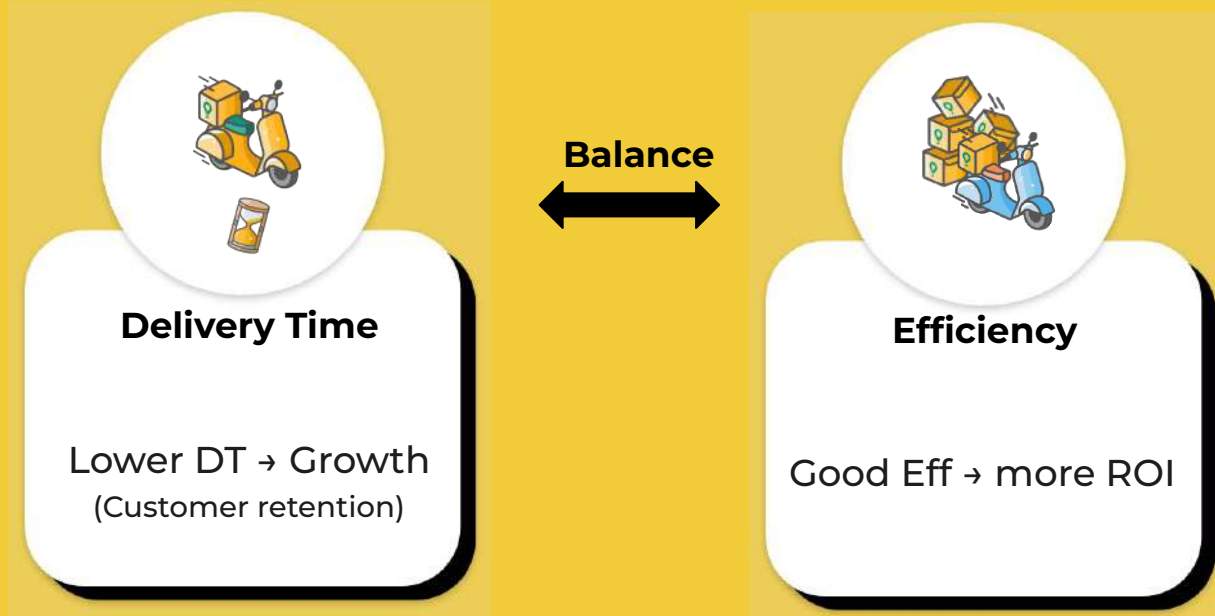 Balance
Delivery Time
Lower DT → Growth
(Customer retention)
Efficiency
Good Eff → more ROI